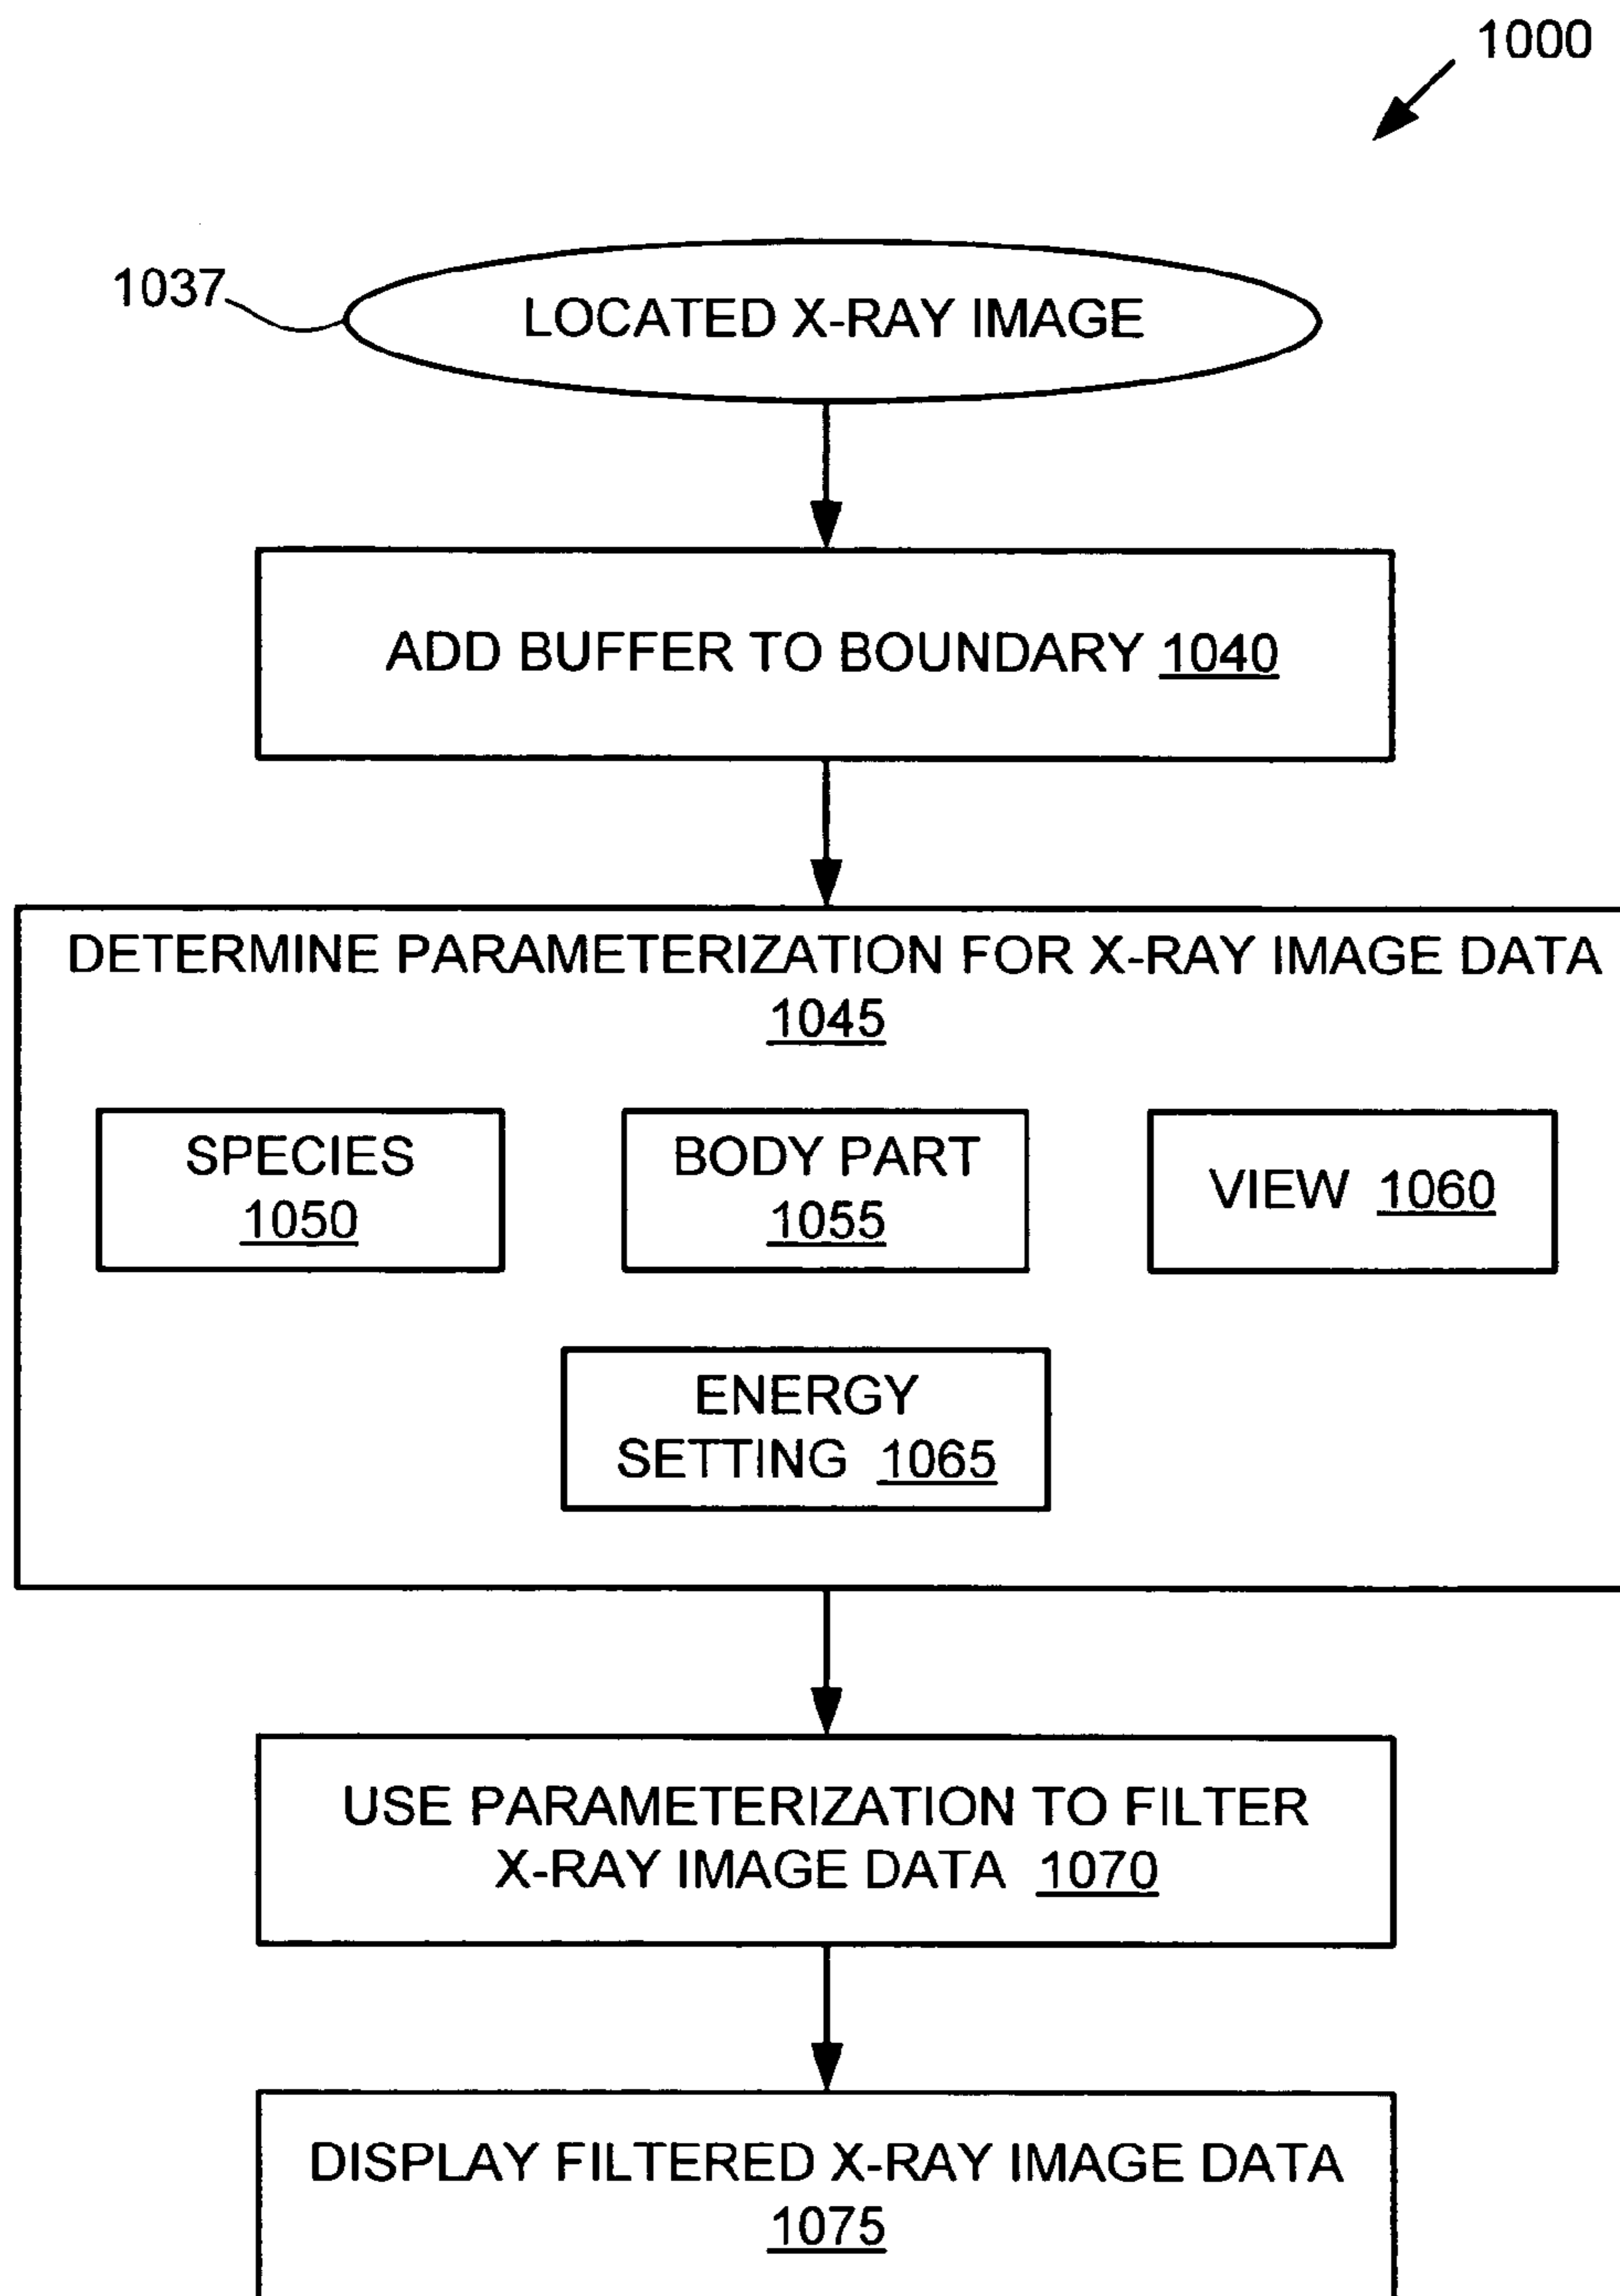 1000
1037
LOCATED X-RAY IMAGE
ADD BUFFER TO BOUNDARY 1040
DETERMINE PARAMETERIZATION FOR X-RAY IMAGE DATA
1045
SPECIES
1050
BODY PART
1055
VIEW 1060
ENERGY
SETTING 1065
USE PARAMETERIZATION TO FILTER
X-RAY IMAGE DATA 1070
DISPLAY FILTERED X-RAY IMAGE DATA
1075